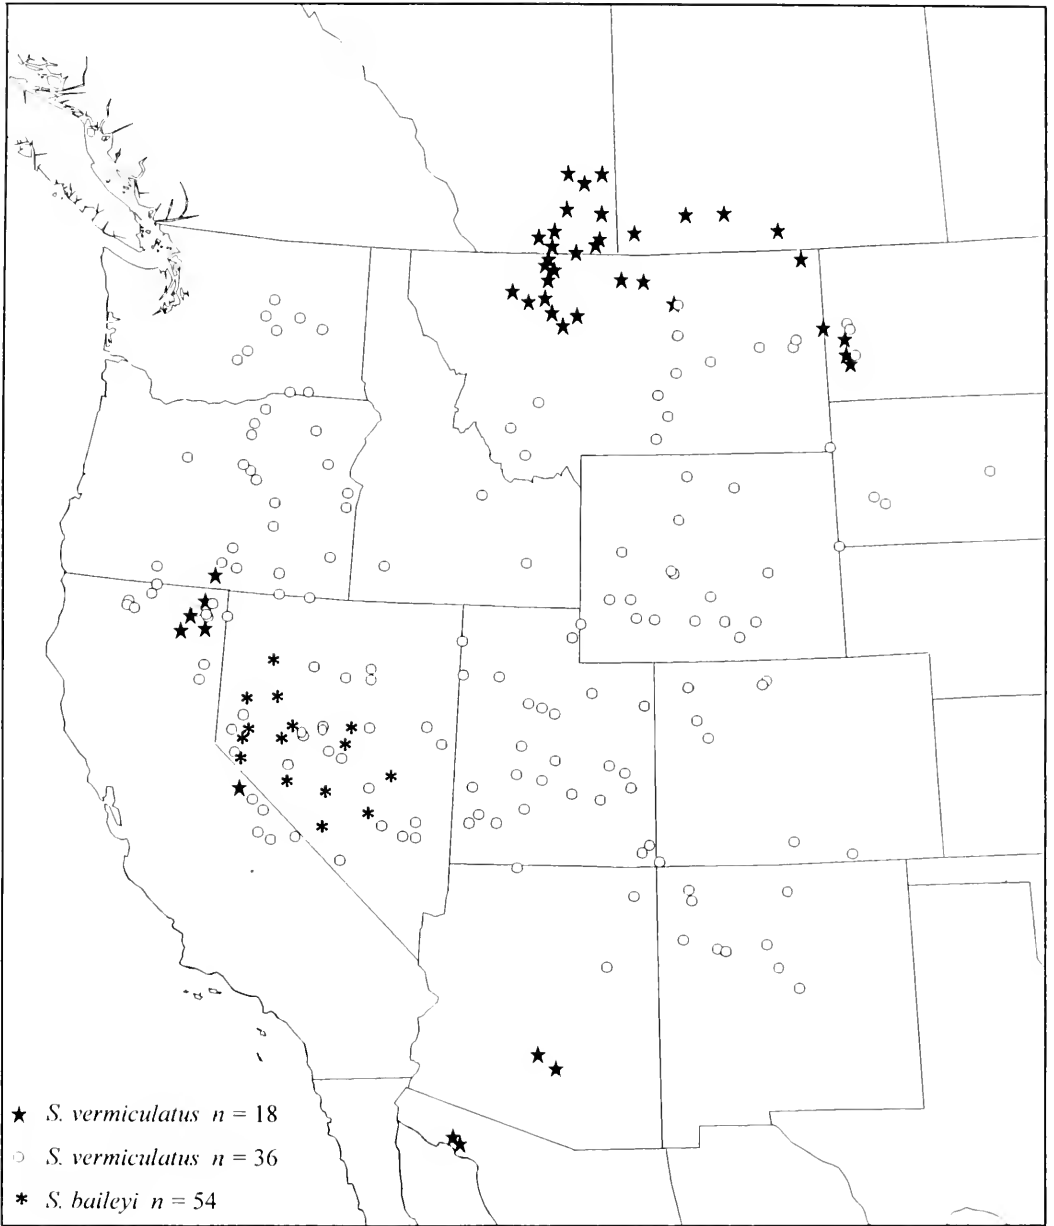 ★ S. vermiculatus n = 18
○ S. vermiculatus n = 36
* S. baileyi n = 54